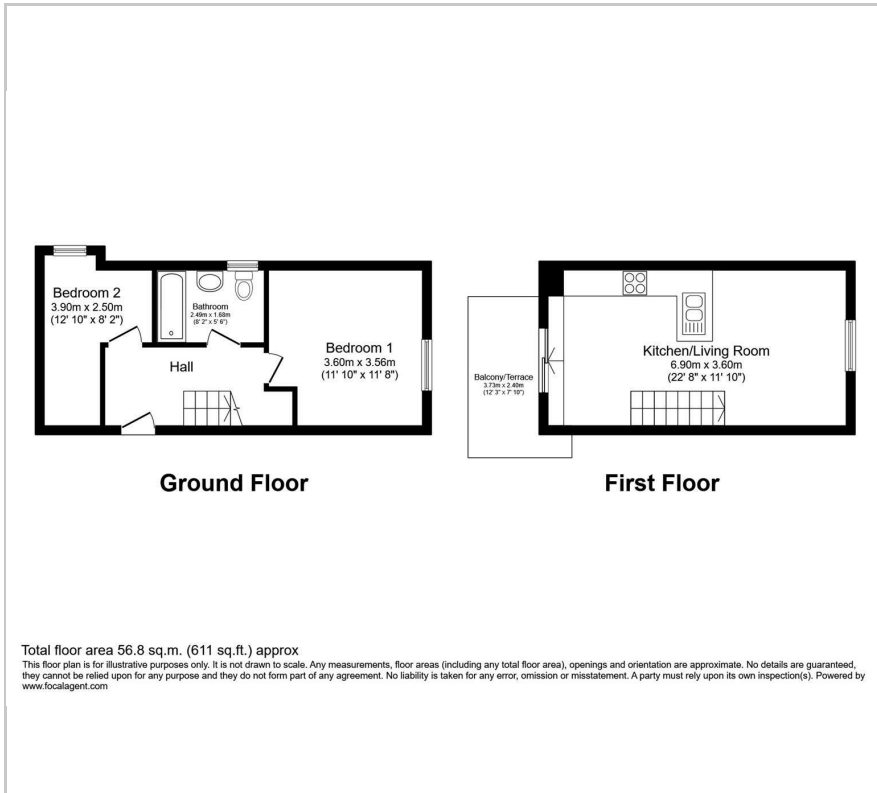 Bedroom 2
3.90m x 2.50m
(12' 10" x 8' 2")
Bathroom
2.49m x 1.68m
(8' 2" x 5' 6")
Hall
Bedroom 1
3.60m x 3.56m
(11' 10" x 11' 8")
Ground Floor
Balcony/Terrace
3.73m x 2.40m
(12' 3" x 7' 10")
Kitchen/Living Room
6.90m x 3.60m
(22' 8" x 11' 10")
First Floor
Total floor area 56.8 sq.m. (611 sq.ft.) approx
This floor plan is for illustrative purposes only. It is not drawn to scale. Any measurements, floor areas (including any total floor area), openings and orientation are approximate. No details are guaranteed,
they cannot be relied upon for any purpose and they do not form part of any agreement. No liability is taken for any error, omission or misstatement. A party must rely upon its own inspection(s). Powered by
www.focalagent.com